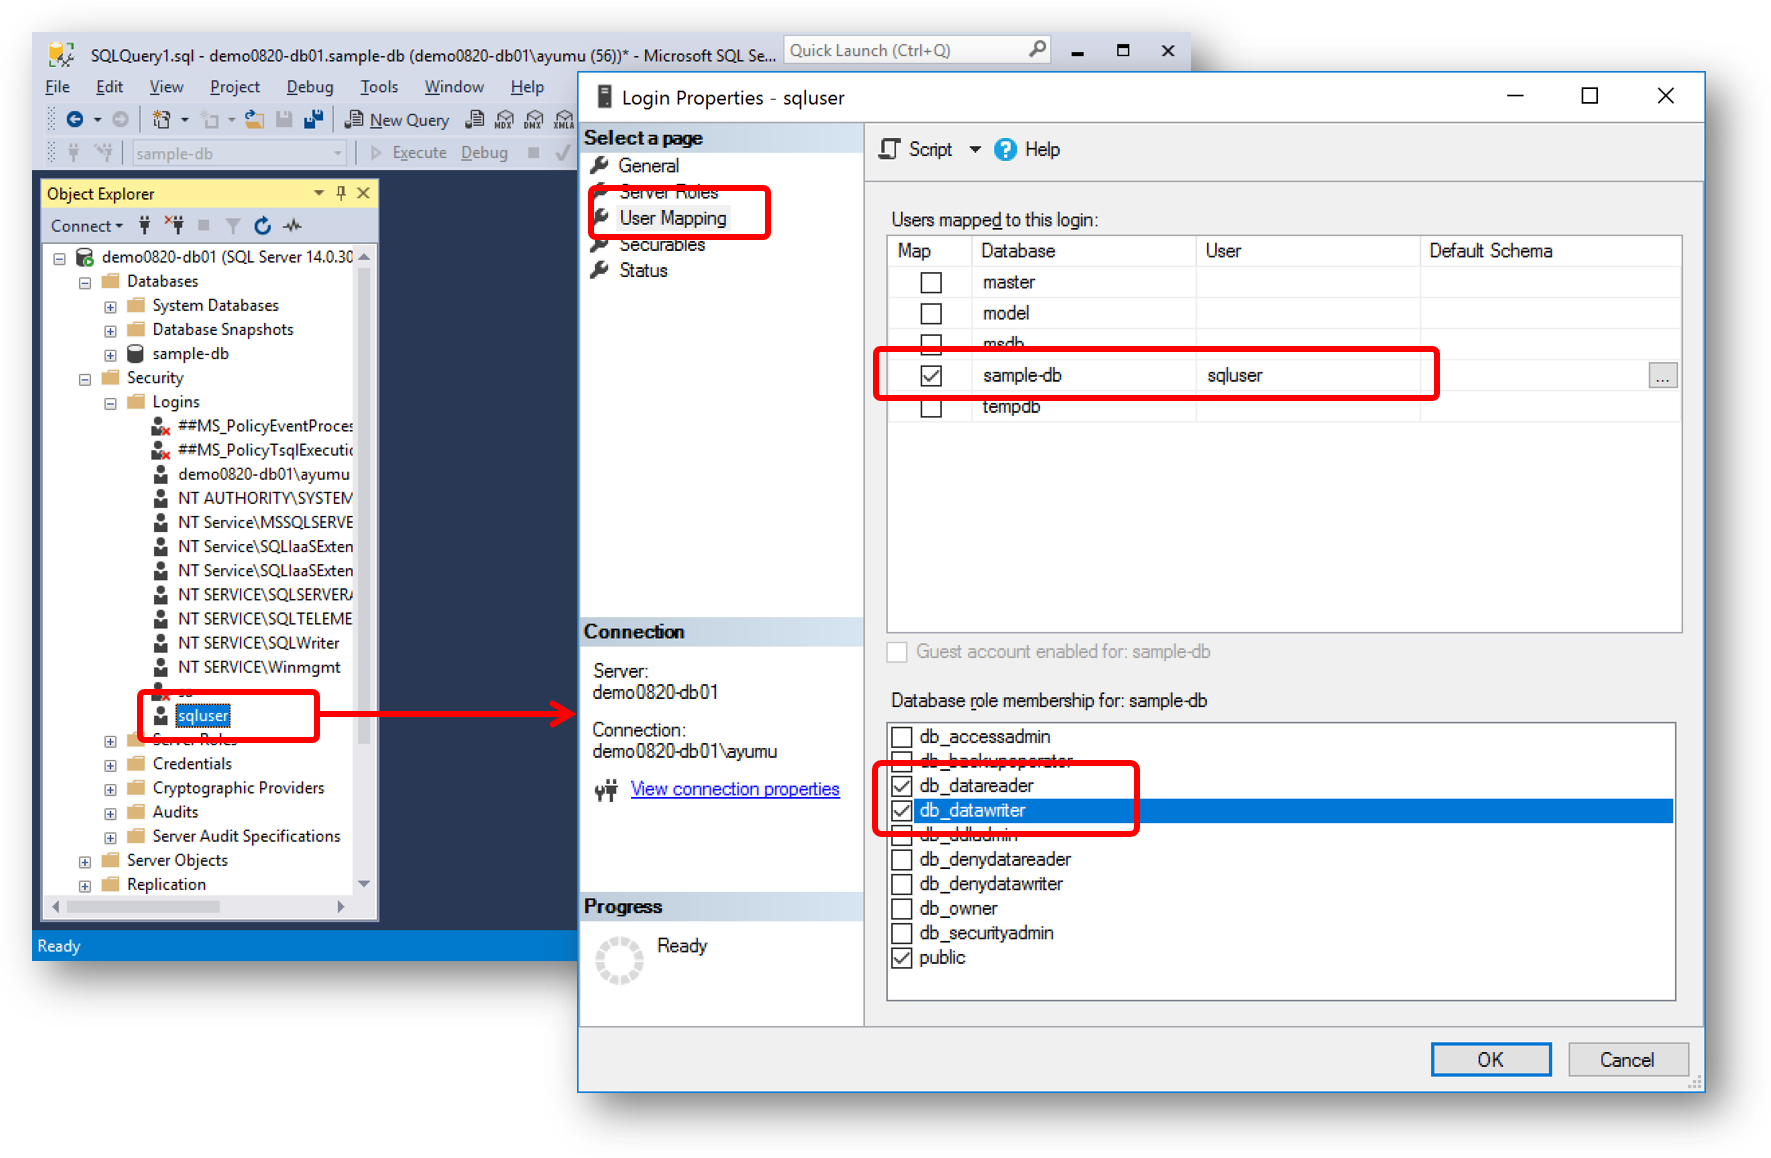 SQLQuery1.sql - demo0820-db01.sample-db (demo0820-db01\ayumu (56))* - Microsoft SQL Se...
Quick Launch (Ctrl+Q)
File Edit View Project Debug Tools Window Help
New Query MDX DMX XMLA
sample-db Execute Debug
Object Explorer
Connect
demo0820-db01 (SQL Server 14.0.30
Databases
System Databases
Database Snapshots
sample-db
Security
Logins
##MS_PolicyEventProces
##MS_PolicyTsqlExecutio
demo0820-db01\ayumu
NT AUTHORITY\SYSTEM
NT Service\MSSQLSERVE
NT Service\SQLIaaSExten
NT Service\SQLIaaSExten
NT SERVICE\SQLSERVERA
NT SERVICE\SQLTELEME
NT SERVICE\SQLWriter
NT SERVICE\Winmgmt
sa
sqluser
Server Roles
Credentials
Cryptographic Providers
Audits
Server Audit Specifications
Server Objects
Replication
Ready
Login Properties - sqluser
Select a page
General
Server Roles
User Mapping
Securables
Status
Connection
Server:
demo0820-db01
Connection:
demo0820-db01\ayumu
View connection properties
Progress
Ready
Script Help
Users mapped to this login:
Map Database User Default Schema
master
model
msdb
sample-db sqluser ...
tempdb
Guest account enabled for: sample-db
Database role membership for: sample-db
db_accessadmin
db_backupoperator
db_datareader
db_datawriter
db_ddladmin
db_denydatareader
db_denydatawriter
db_owner
db_securityadmin
public
OK Cancel